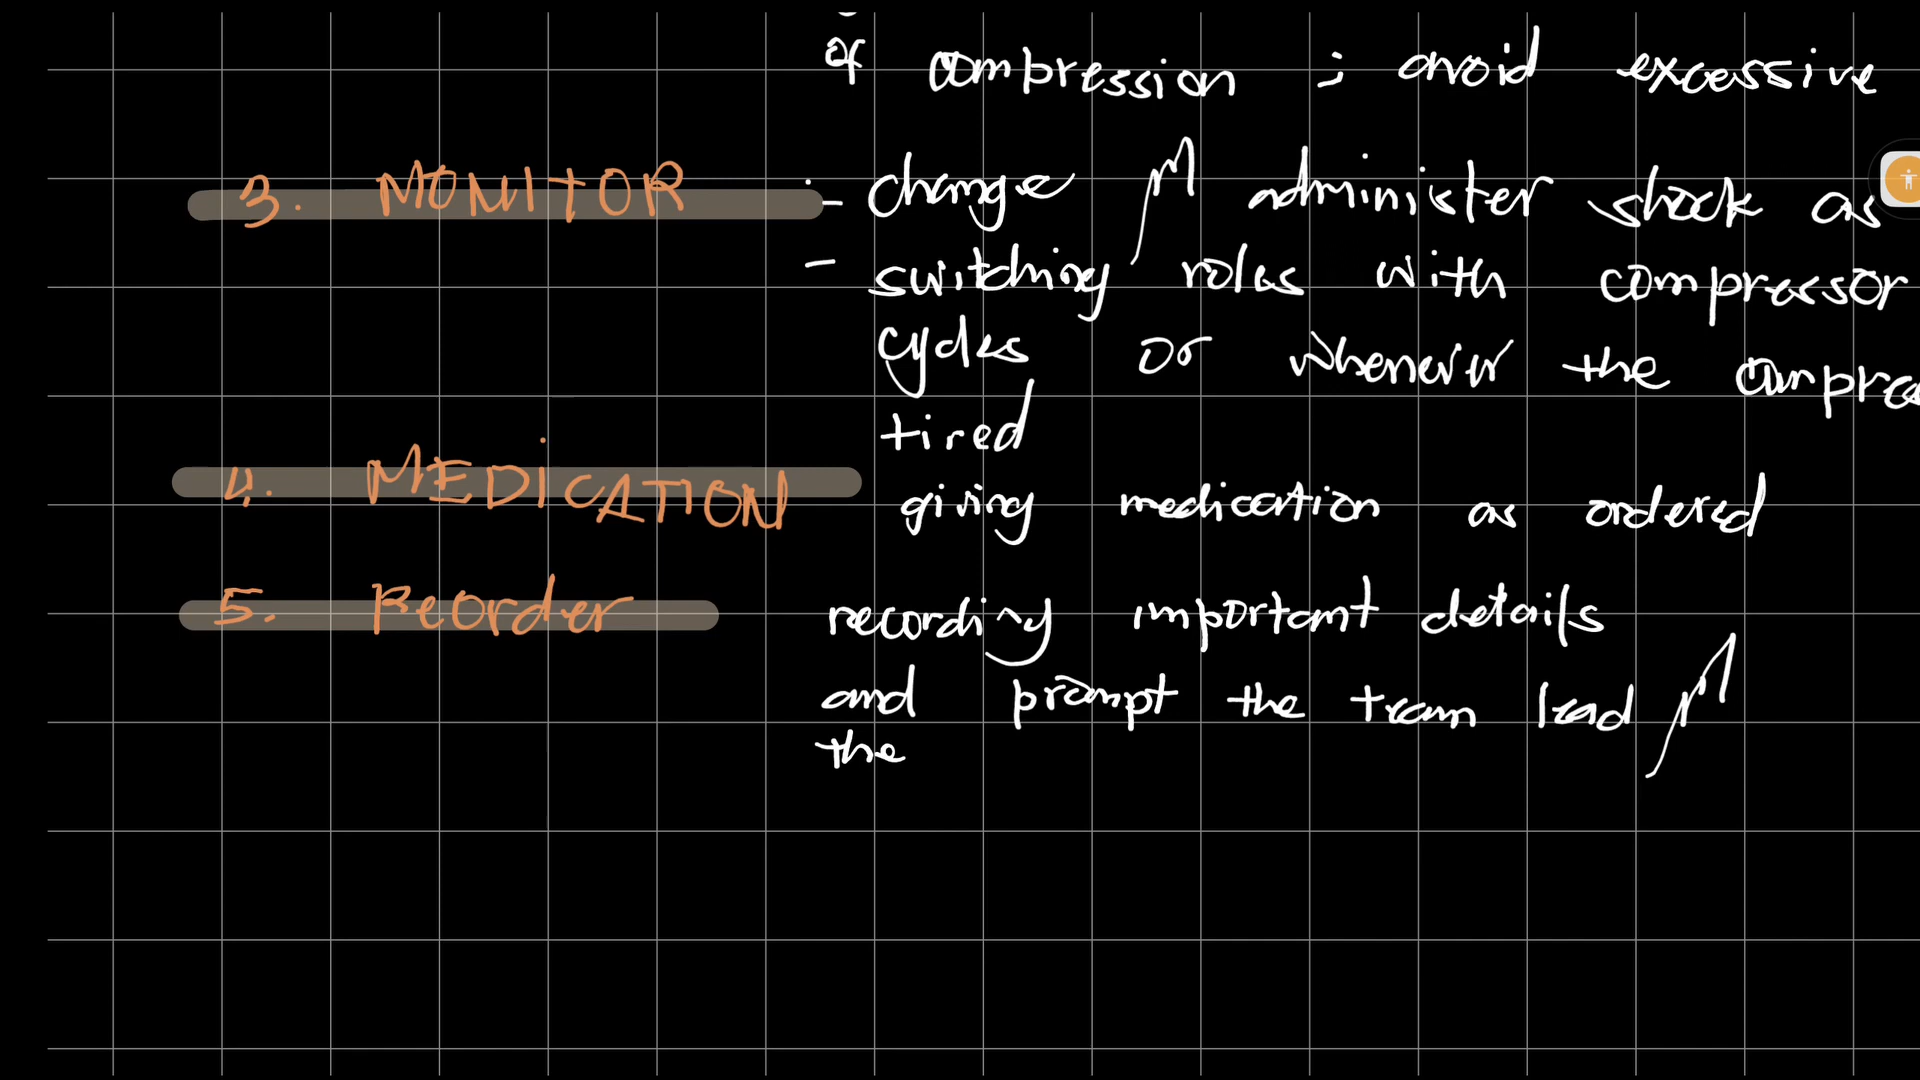 of compression ; avoid excessive
3. MONITOR - change / administer shock as
- switching roles with compressor
cycles or whenever the
tired
4. MEDICATION giving medication as ordered
5. Reorder recording important details
and prompt the team lead
the